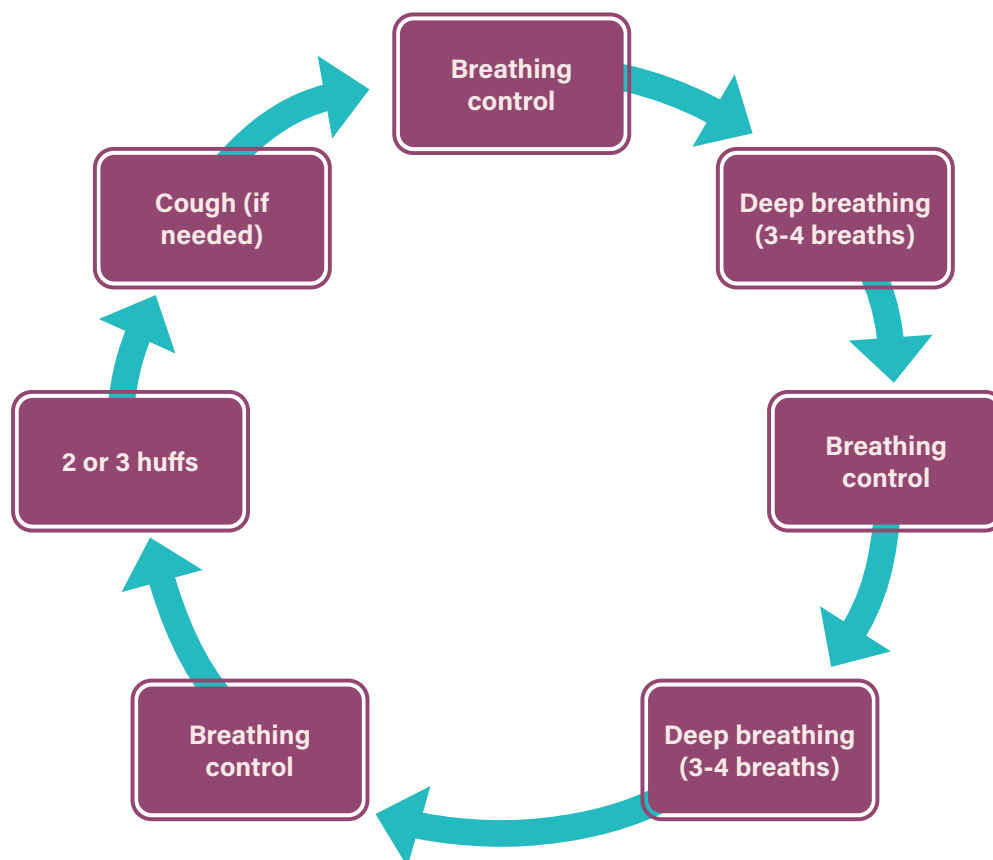 Breathing
control
Deep breathing
(3-4 breaths)
Breathing
control
Deep breathing
(3-4 breaths)
Breathing
control
2 or 3 huffs
Cough (if
needed)